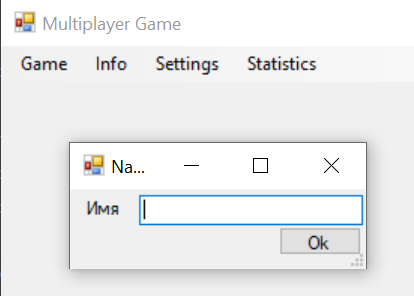 Multiplayer Game
Game Info Settings Statistics
Na...
Имя
Ok